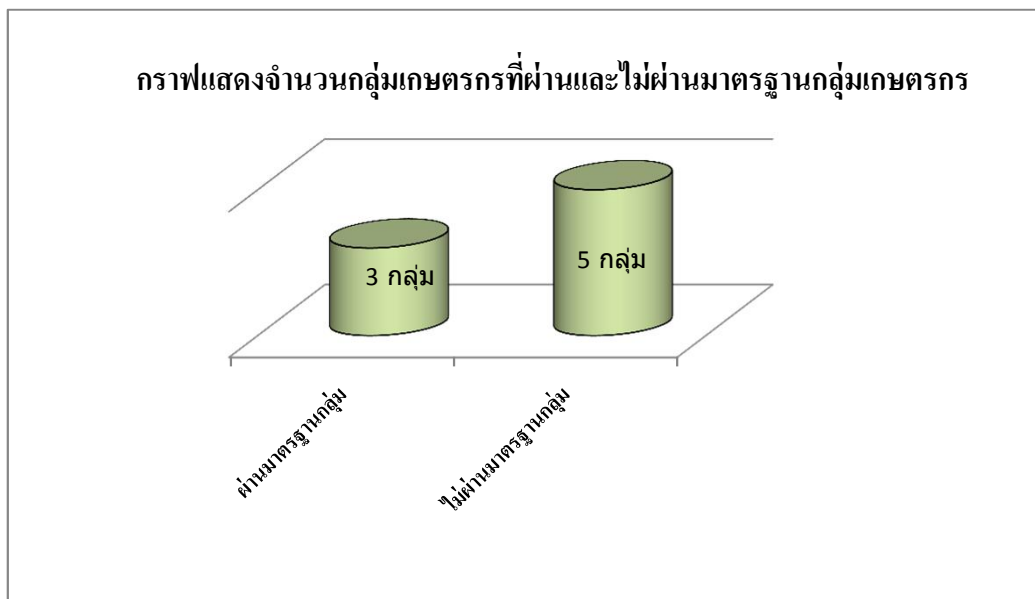 กราฟแสดงจำนวนกลุ่มเกษตรกรที่ผ่านและไม่ผ่านมาตรฐานกลุ่มเกษตรกร
3 กลุ่ม
5 กลุ่ม
ผ่านมาตรฐานกลุ่ม
ไม่ผ่านมาตรฐานกลุ่ม